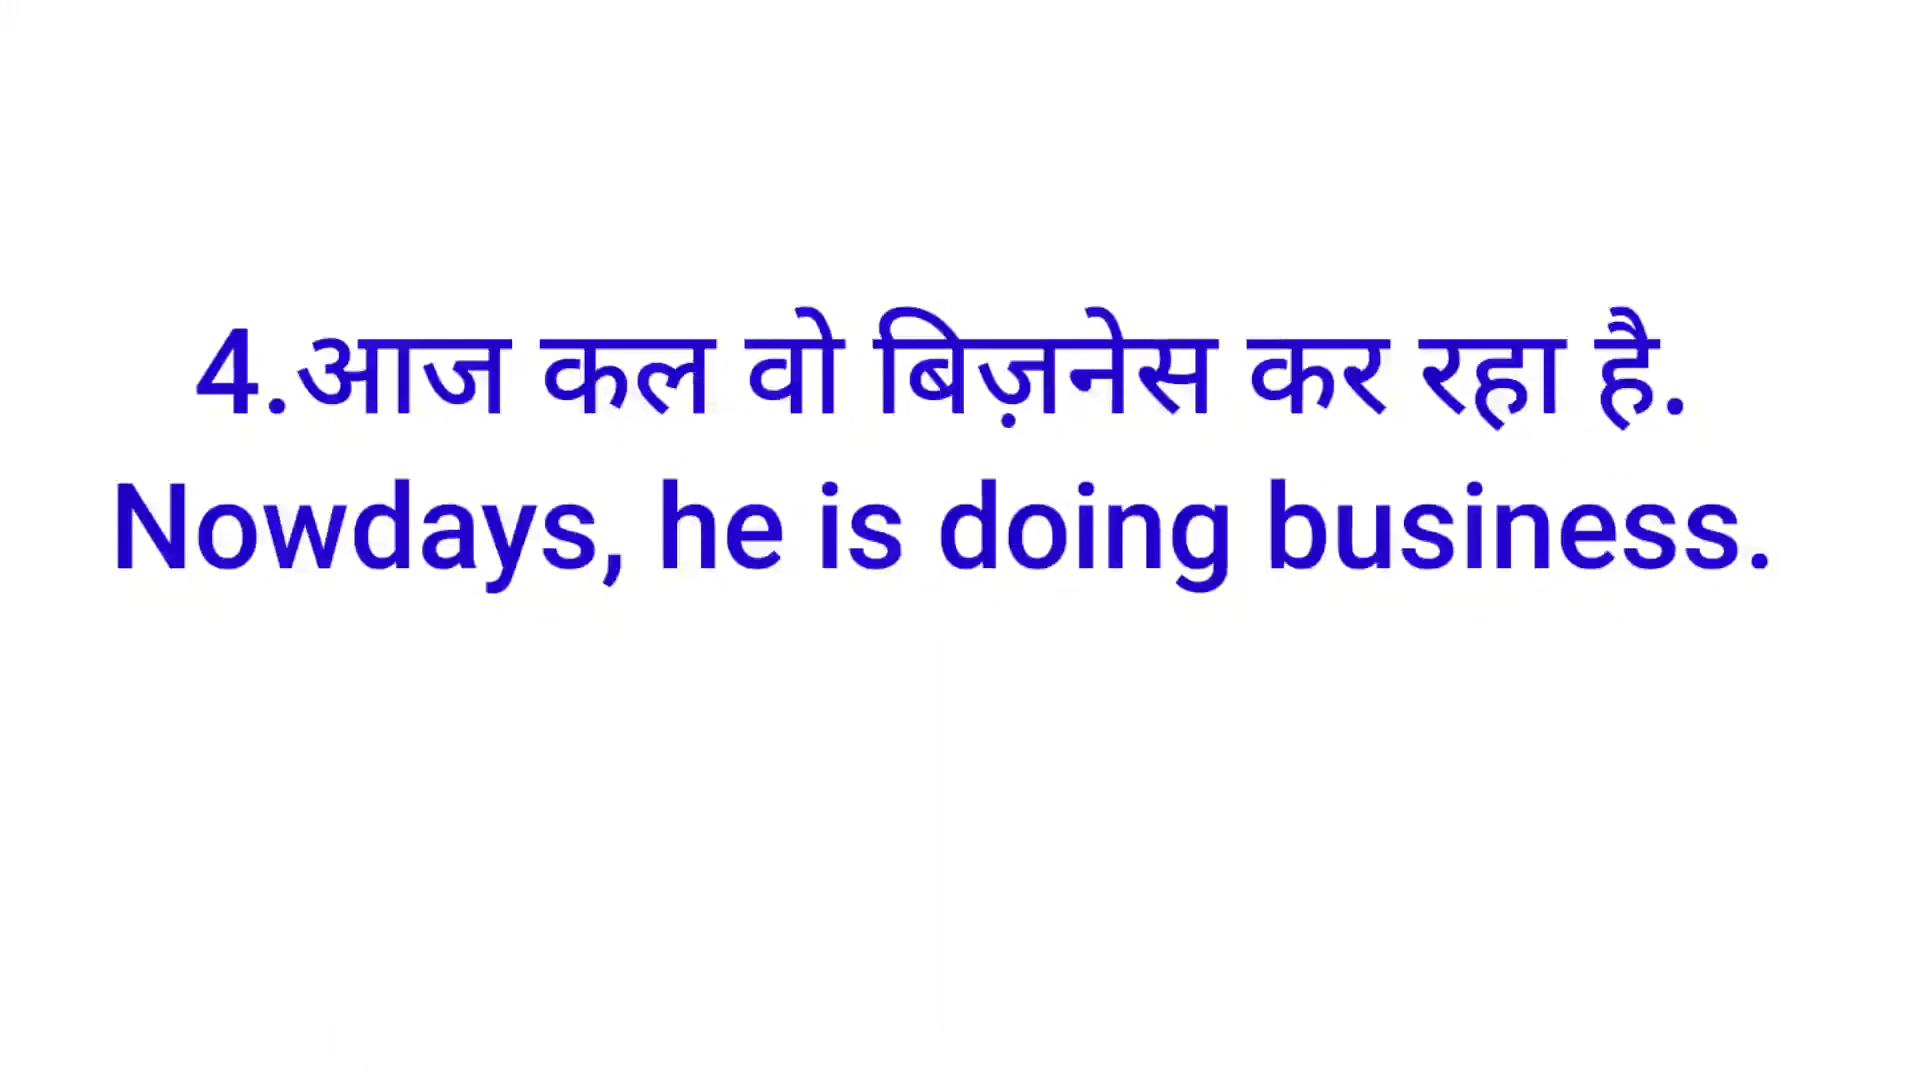 4.आज कल वो बिज़नेस कर रहा है.
Nowdays, he is doing business.